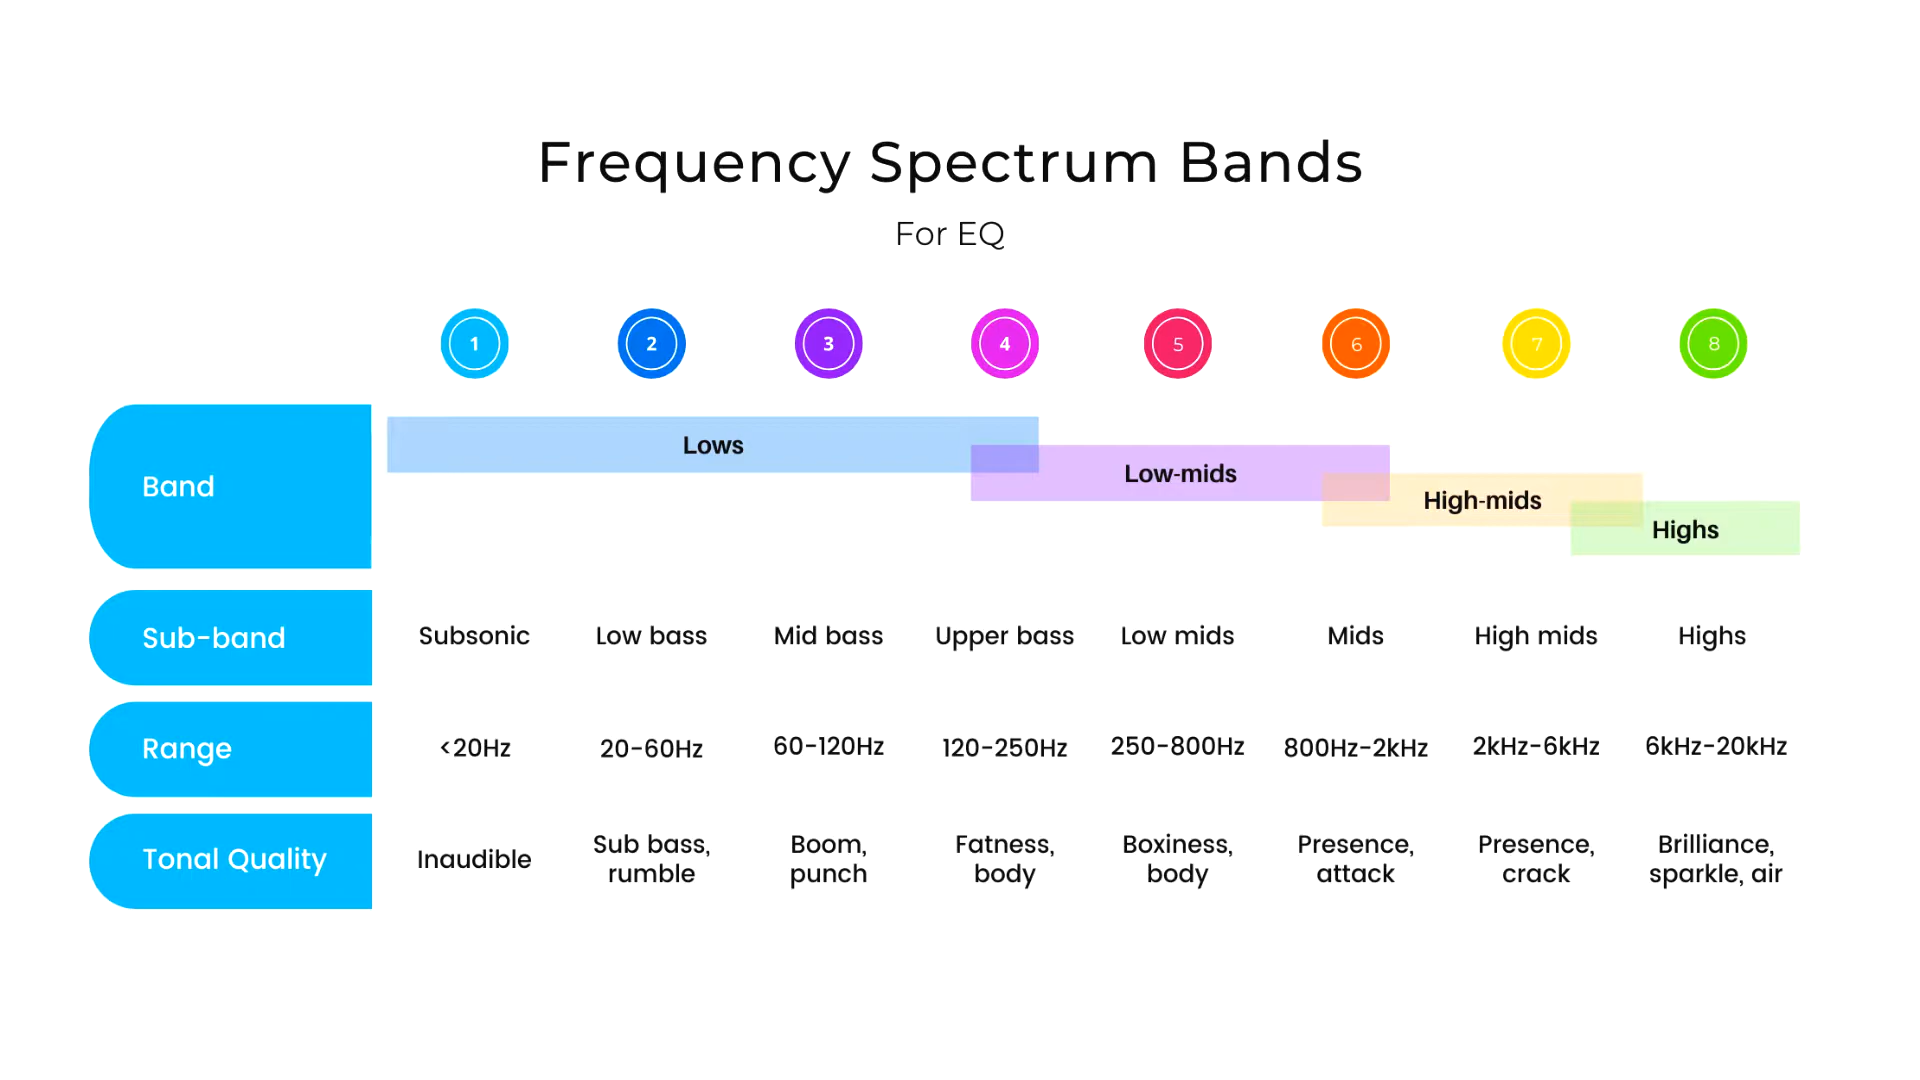 Frequency Spectrum Bands
For EQ
1 2 3 4 5 6 7 8
Band
Lows
Low-mids
High-mids
Highs
Sub-band Subsonic Low bass Mid bass Upper bass Low mids Mids High mids Highs
Range <20Hz 20-60Hz 60-120Hz 120-250Hz 250-800Hz 800Hz-2kHz 2kHz-6kHz 6kHz-20kHz
Tonal Quality
Inaudible
Sub bass,
rumble
Boom,
punch
Fatness,
body
Boxiness,
body
Presence,
attack
Presence,
crack
Brilliance,
sparkle, air